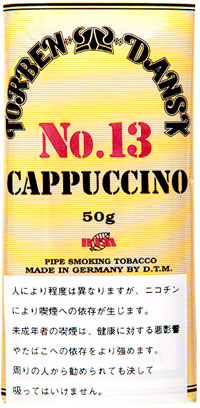 TORBEN DANSK
No.13
CAPPUCCINO
50g
DTM
PIPE SMOKING TOBACCO
MADE IN GERMANY BY D.T.M.
人により程度は異なりますが、ニコチン
により喫煙への依存が生じます。
未成年者の喫煙は、健康に対する悪影響
やたばこへの依存をより強めます。
周りの人から勧められても決して
吸ってはいけません。